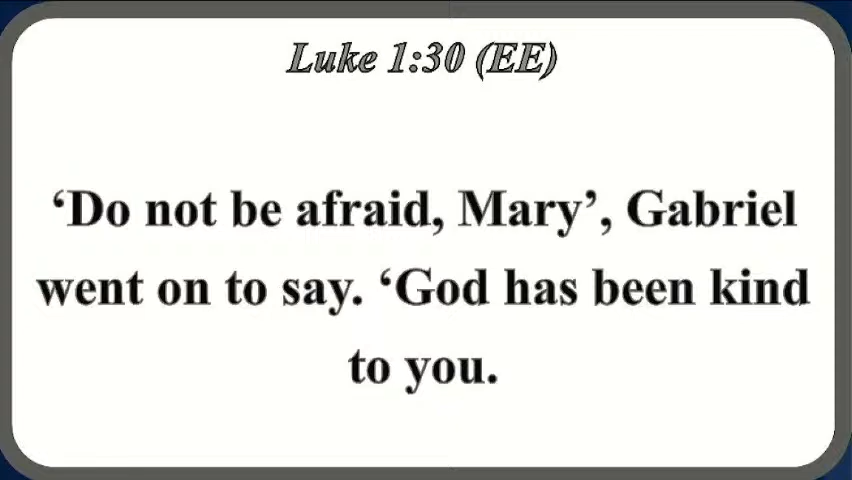 Luke 1:30 (EE)
‘Do not be afraid, Mary’, Gabriel
went on to say. ‘God has been kind
to you.